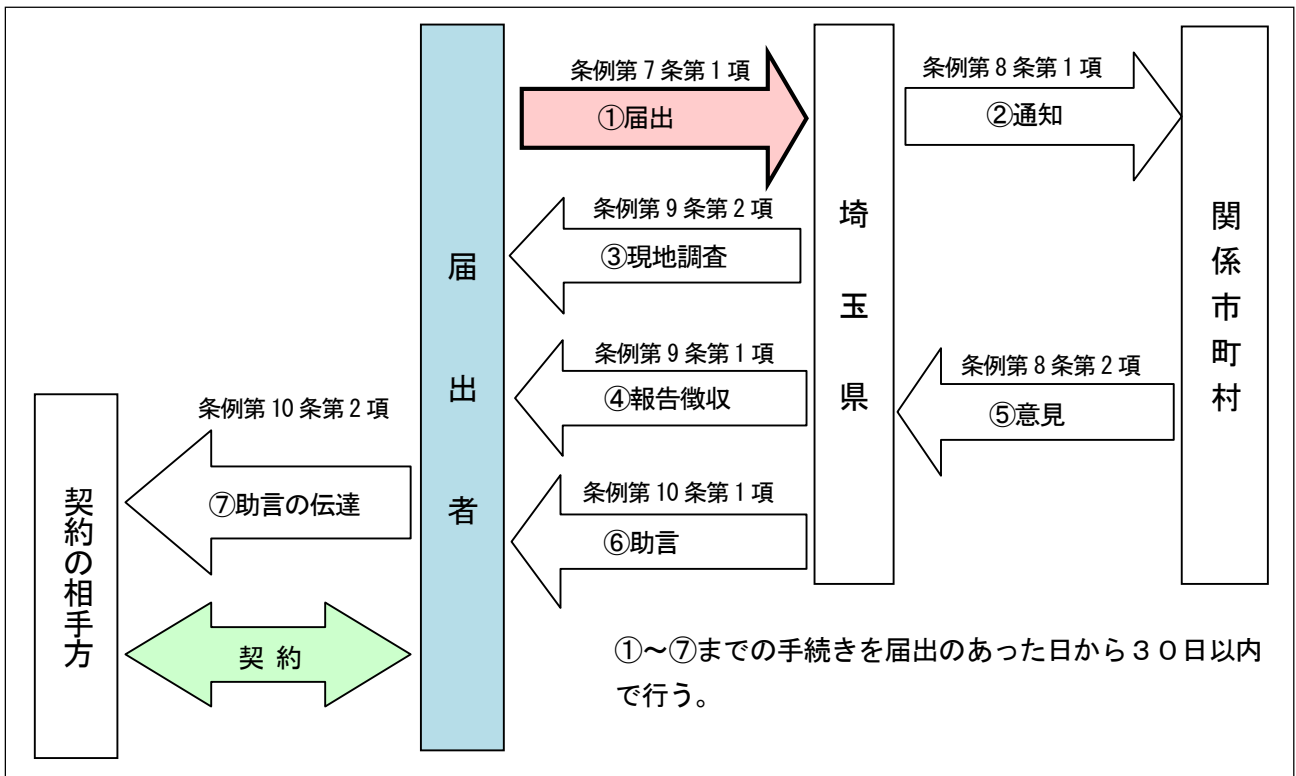 条例第７条第１項
①届出
条例第８条第１項
②通知
条例第９条第２項
③現地調査
条例第９条第１項
④報告徴収
条例第８条第２項
⑤意見
条例第 10 条第１項
⑥助言
条例第 10 条第２項
⑦助言の伝達
契 約
契約の相手方
届出者
埼玉県
関係市町村
①～⑦までの手続きを届出のあった日から３０日以内
で行う。